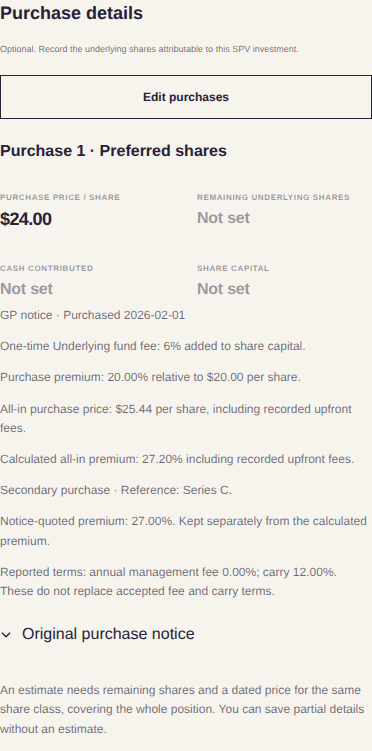 Purchase details
Optional. Record the underlying shares attributable to this SPV investment.
Edit purchases
Purchase 1 · Preferred shares
PURCHASE PRICE / SHARE
$24.00
REMAINING UNDERLYING SHARES
Not set
CASH CONTRIBUTED
Not set
SHARE CAPITAL
Not set
GP notice · Purchased 2026-02-01
One-time Underlying fund fee: 6% added to share capital.
Purchase premium: 20.00% relative to $20.00 per share.
All-in purchase price: $25.44 per share, including recorded upfront
fees.
Calculated all-in premium: 27.20% including recorded upfront fees.
Secondary purchase · Reference: Series C.
Notice-quoted premium: 27.00%. Kept separately from the calculated
premium.
Reported terms: annual management fee 0.00%; carry 12.00%.
These do not replace accepted fee and carry terms.
Original purchase notice
An estimate needs remaining shares and a dated price for the same
share class, covering the whole position. You can save partial details
without an estimate.